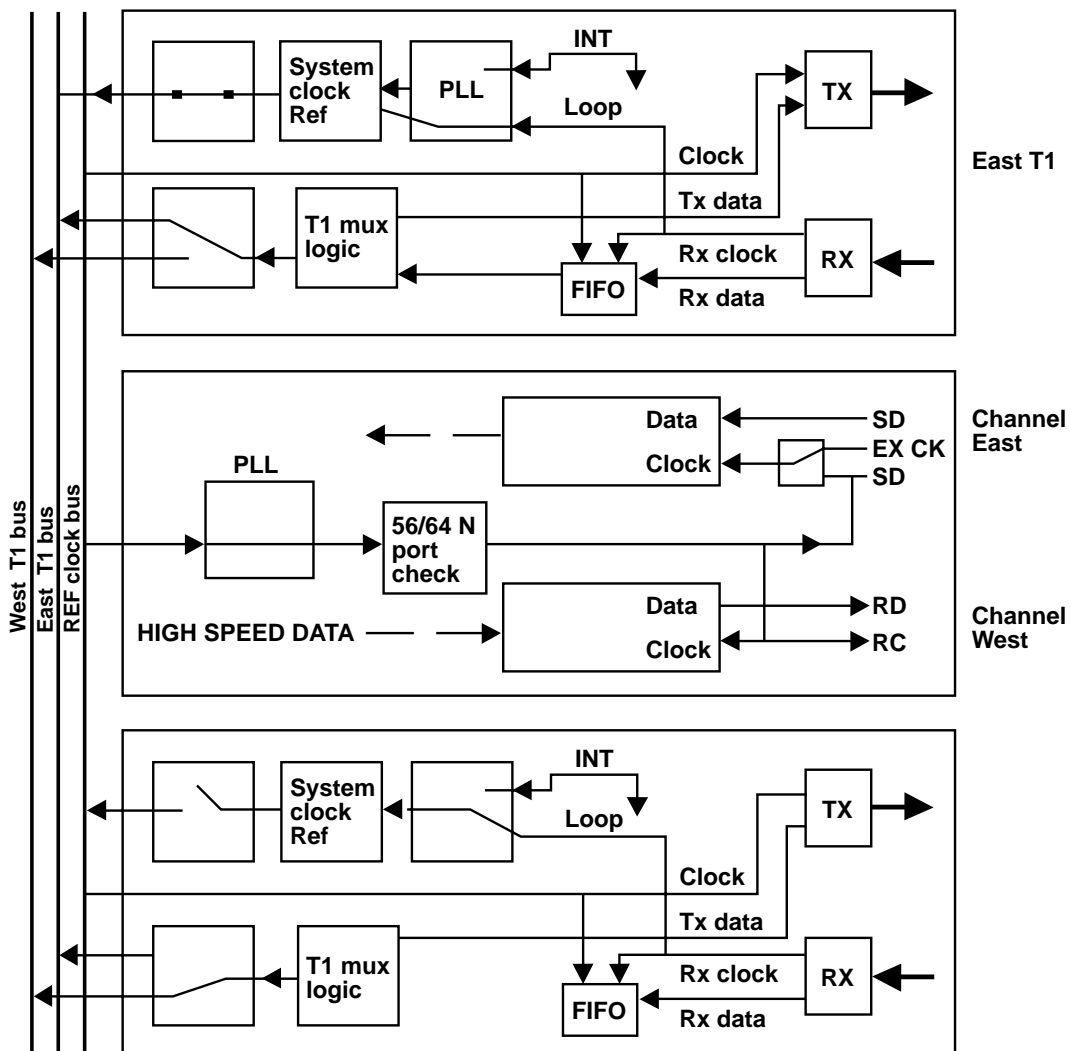 West T1 bus
East T1 bus
REF clock bus
INT
System
clock
Ref
PLL
TX
Loop
Clock
East T1
Tx data
T1 mux
logic
Rx clock
RX
FIFO
Rx data
Data
SD
Channel
East
EX CK
Clock
SD
PLL
56/64 N
port
check
Data
RD
Channel
West
HIGH SPEED DATA
Clock
RC
INT
System
clock
Ref
TX
Loop
Clock
Tx data
T1 mux
logic
Rx clock
RX
FIFO
Rx data